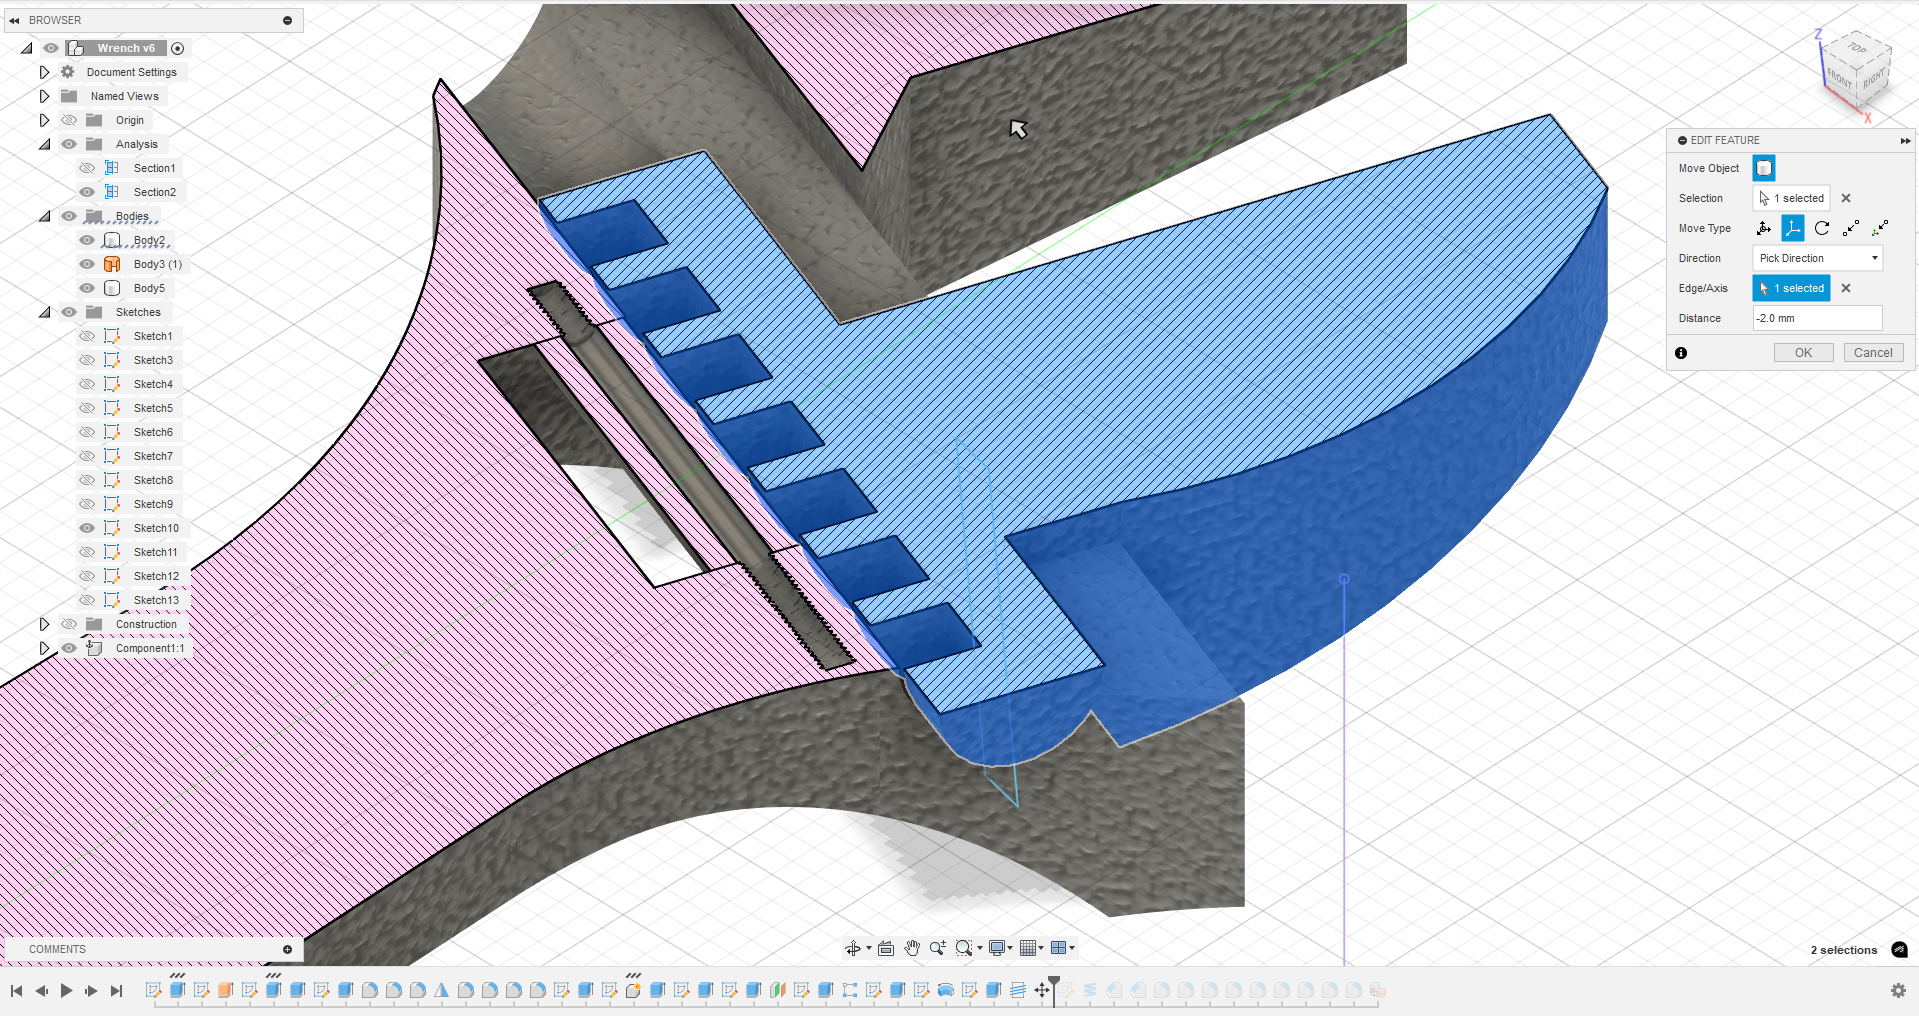 BROWSER
Wrench v6
Document Settings
Named Views
Origin
Analysis
Section1
Section2
Bodies
Body2
Body3 (1)
Body5
Sketches
Sketch1
Sketch3
Sketch4
Sketch5
Sketch6
Sketch7
Sketch8
Sketch9
Sketch10
Sketch11
Sketch12
Sketch13
Construction
Component1:1
COMMENTS
Z
TOP
FRONT
RIGHT
X
EDIT FEATURE
Move Object
Selection 1 selected
Move Type
Direction Pick Direction
Edge/Axis 1 selected
Distance -2.0 mm
OK Cancel
2 selections